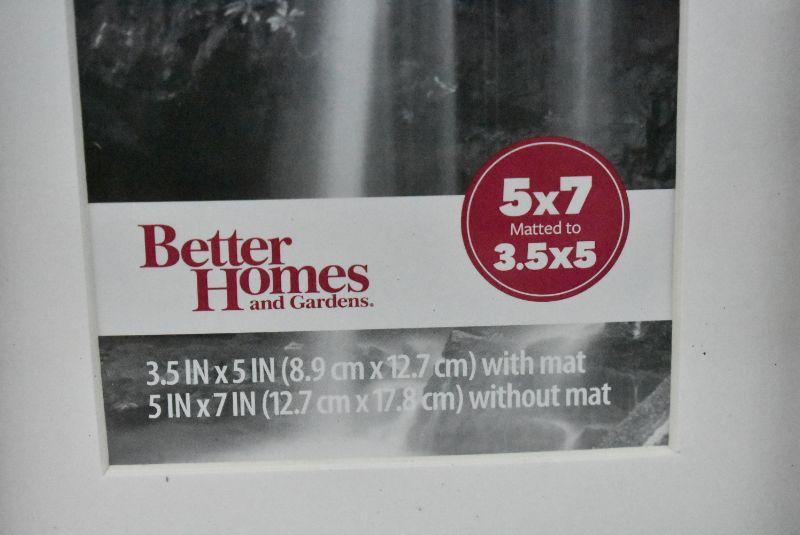 5x7
Matted to
3.5x5
Better
Homes
and Gardens.
3.5 IN x 5 IN (8.9 cm x 12.7 cm) with mat
5 IN x 7 IN (12.7 cm x 17.8 cm) without mat